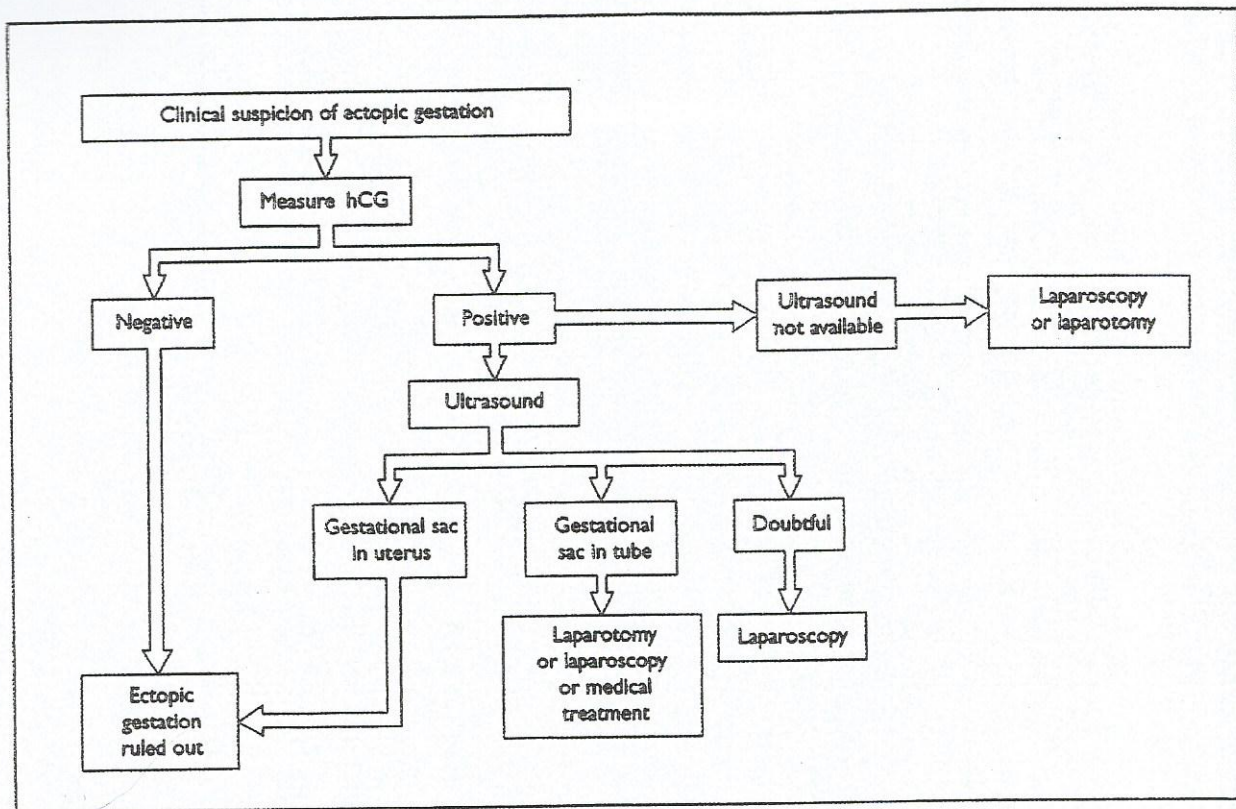 Clinical suspicion of ectopic gestation
Measure hCG
Negative
Positive
Ultrasound
not available
Laparoscopy
or laparotomy
Ultrasound
Gestational sac
in uterus
Gestational
sac in tube
Doubtful
Laparotomy
or laparoscopy
or medical
treatment
Laparoscopy
Ectopic
gestation
ruled out